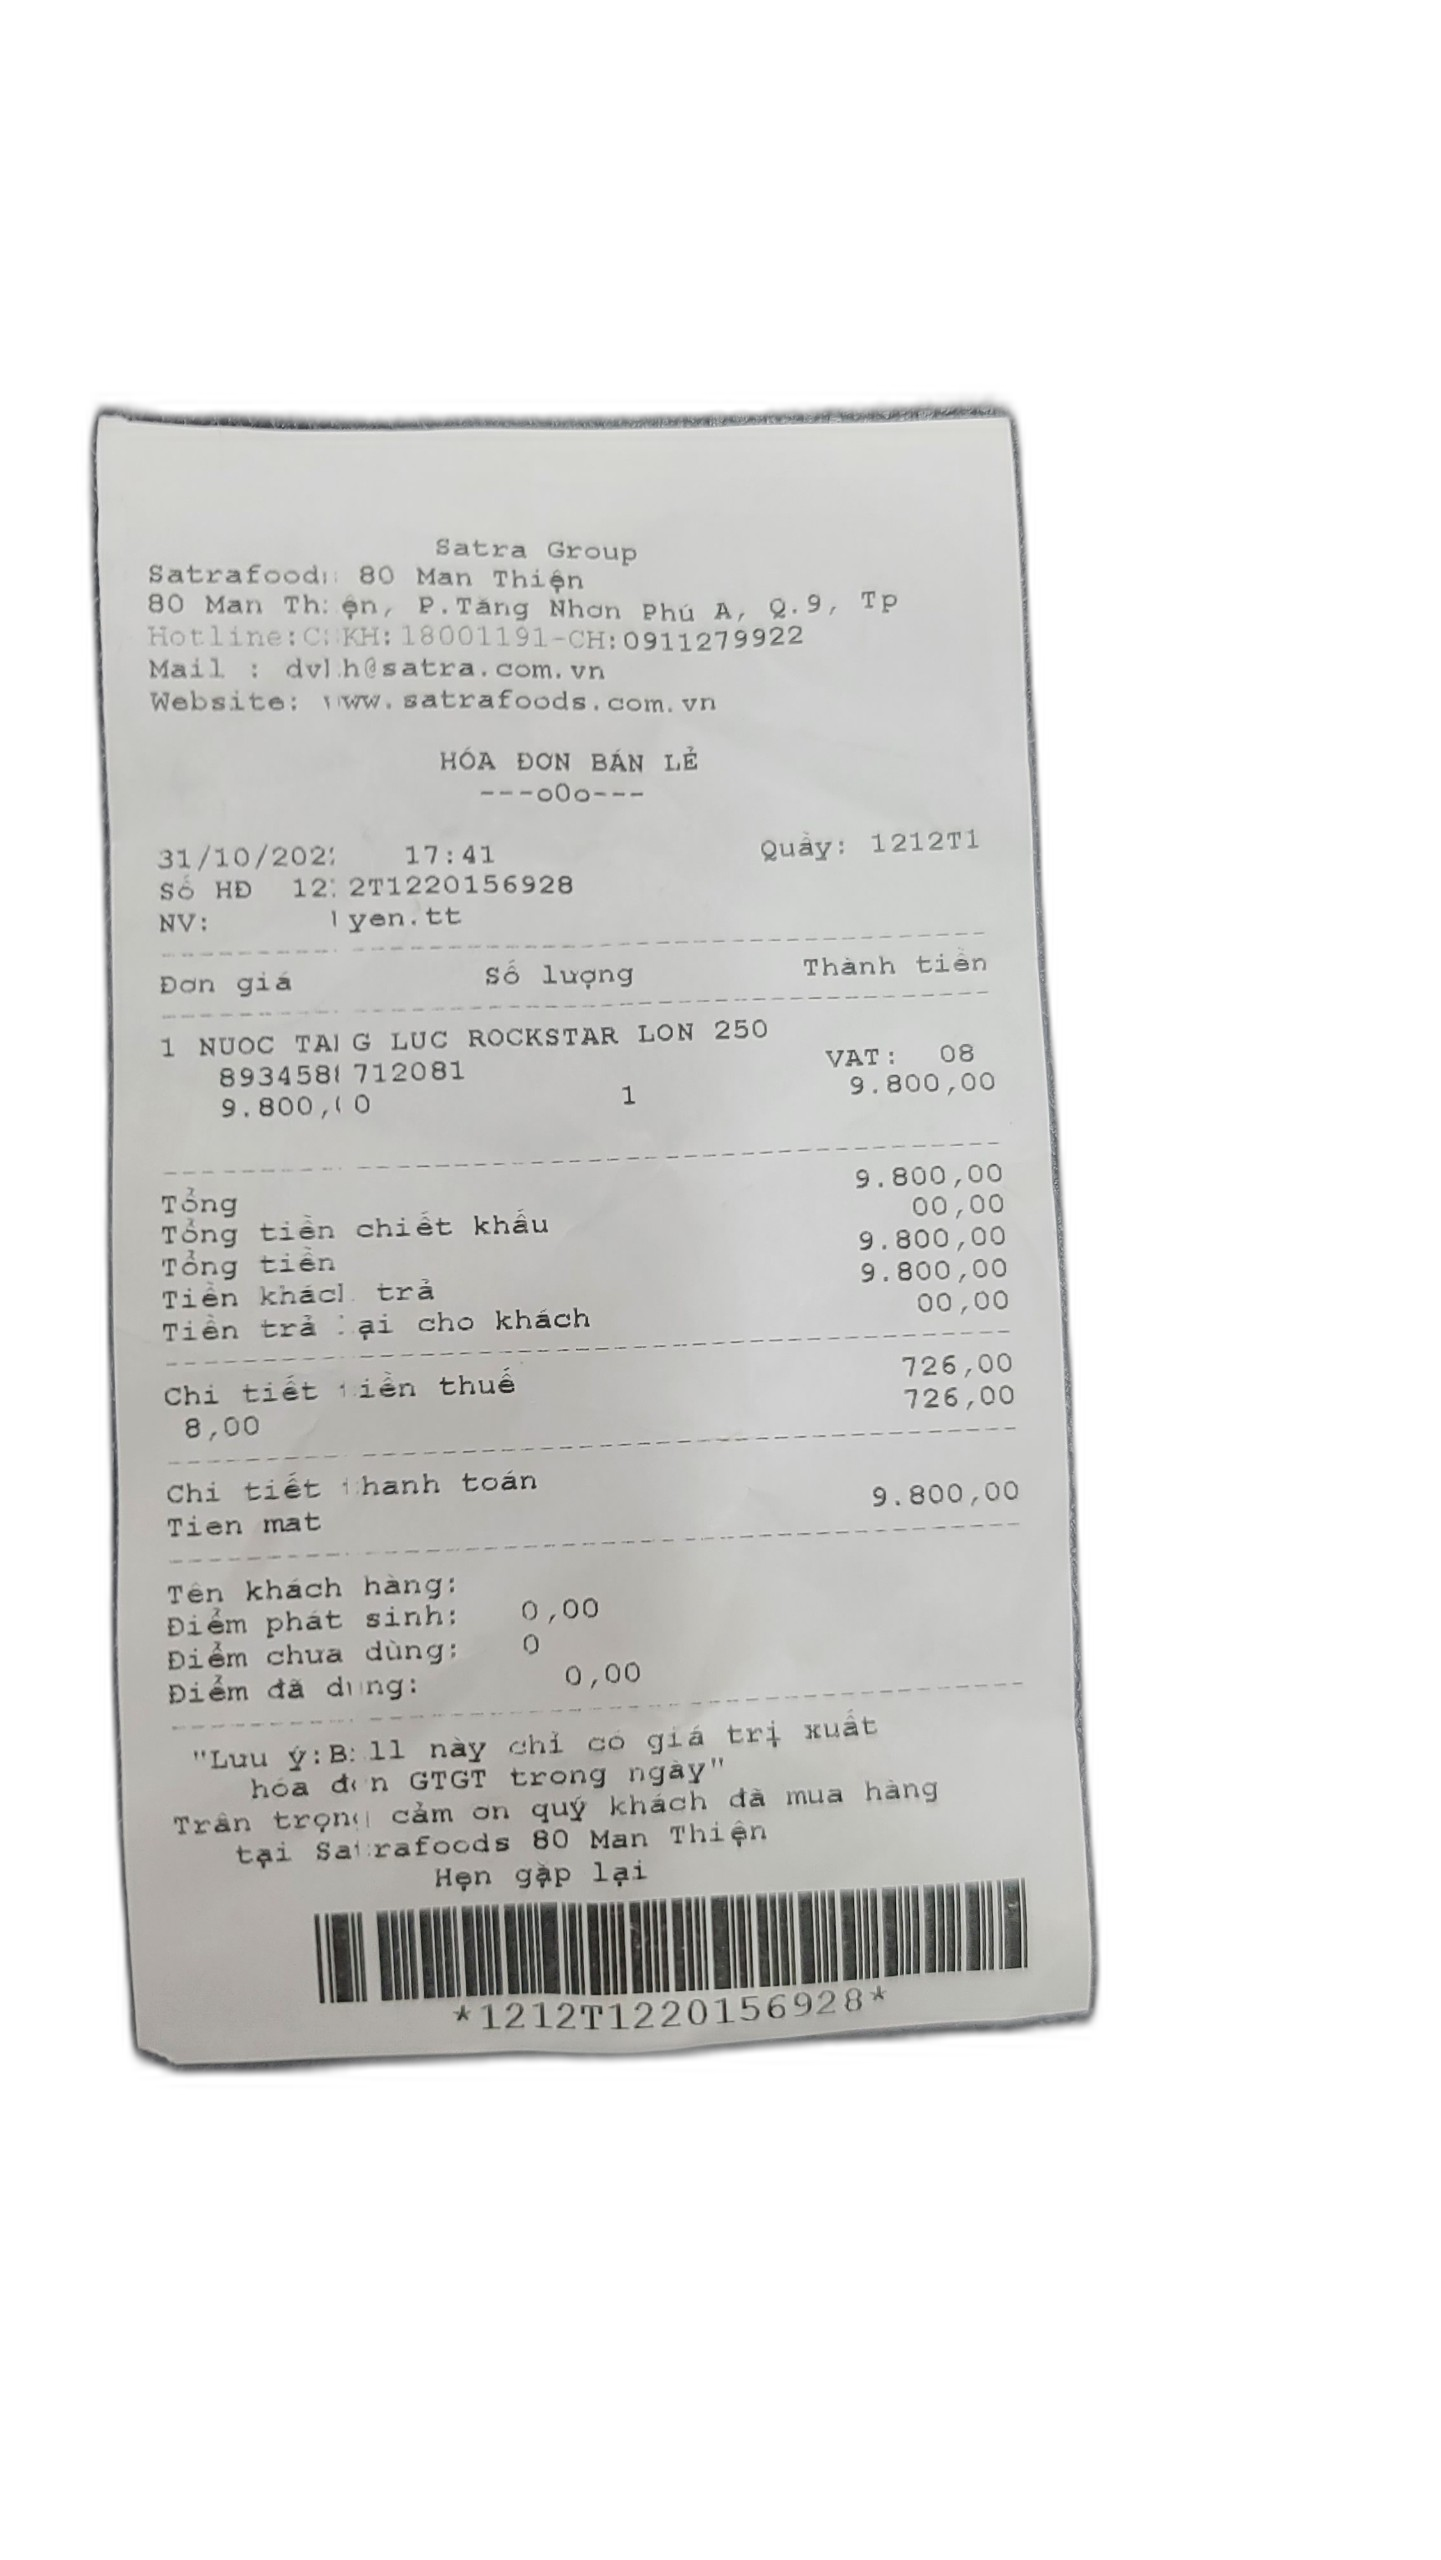 Satra Group
Satrafoods 80 Man Thiện
80 Man Thiện, P.Tăng Nhơn Phú A, Q.9, Tp
Hotline:CSKH:18001191-CH:0911279922
Mail : dvkh@satra.com.vn
Website: www.satrafoods.com.vn
HÓA ĐƠN BÁN LẺ
---oOo---
31/10/2022 17:41 Quầy: 1212T1
Số HĐ 1212T1220156928
NV: yen.tt
Đơn giá Số lượng Thành tiền
1 NUOC TANG LUC ROCKSTAR LON 250
8934588712081 VAT: 08
9.800,00 1 9.800,00
Tổng 9.800,00
Tổng tiền chiết khấu 00,00
Tổng tiền 9.800,00
Tiền khách trả 9.800,00
Tiền trả lại cho khách 00,00
Chi tiết tiền thuế 726,00
8,00 726,00
Chi tiết thanh toán
Tien mat 9.800,00
Tên khách hàng:
Điểm phát sinh: 0,00
Điểm chưa dùng: 0
Điểm đã dùng: 0,00
"Lưu ý:Bill này chỉ có giá trị xuất
hóa đơn GTGT trong ngày"
Trân trọng cảm ơn quý khách đã mua hàng
tại Satrafoods 80 Man Thiện
Hẹn gặp lại
*1212T1220156928*